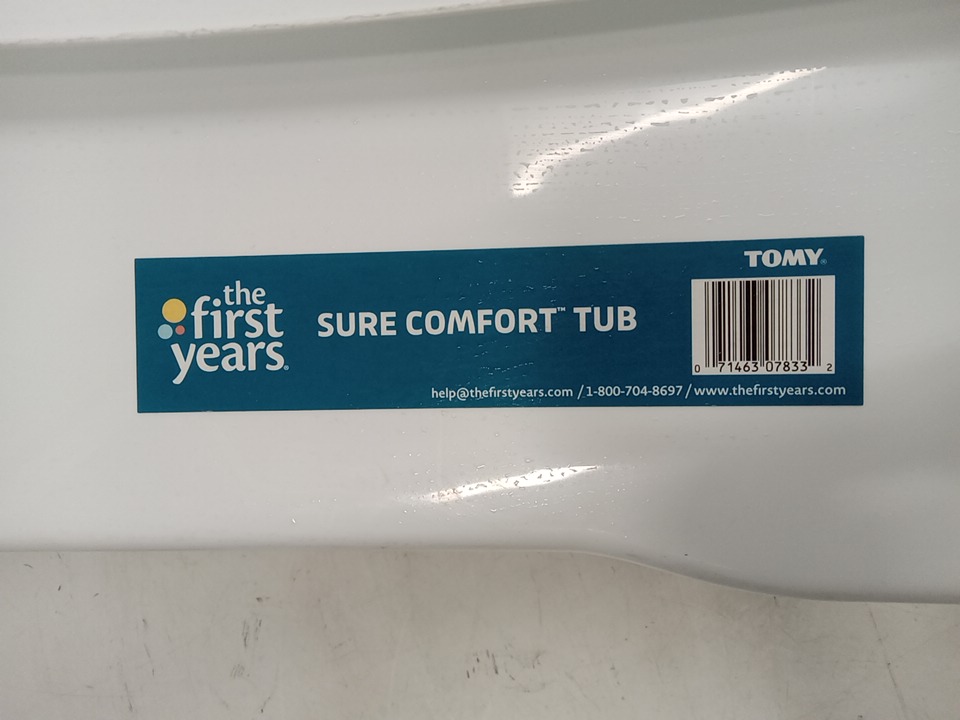 the
first
years®
SURE COMFORT™ TUB
TOMY®
0 71463 07833 2
help@thefirstyears.com / 1-800-704-8697 / www.thefirstyears.com